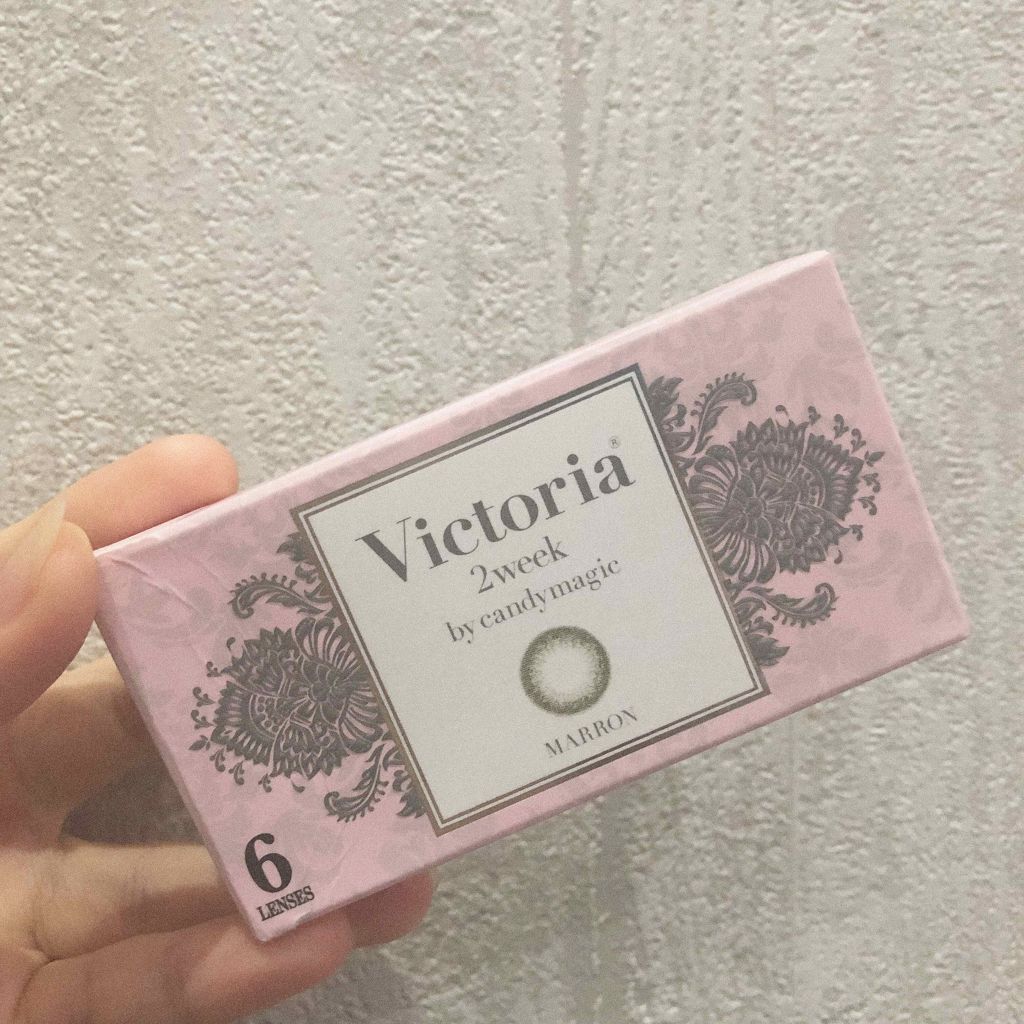 Victoria®
2week
by candymagic
MARRON
6
LENSES